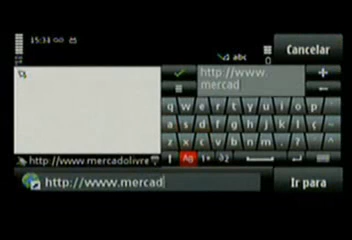 15:31
abc
Cancelar
http://www.
mercad
q w e r t y u i o p
a s d f g h j k l ç
z x c v b n m
http://www mercadolivre
http://www.mercad
Ir para